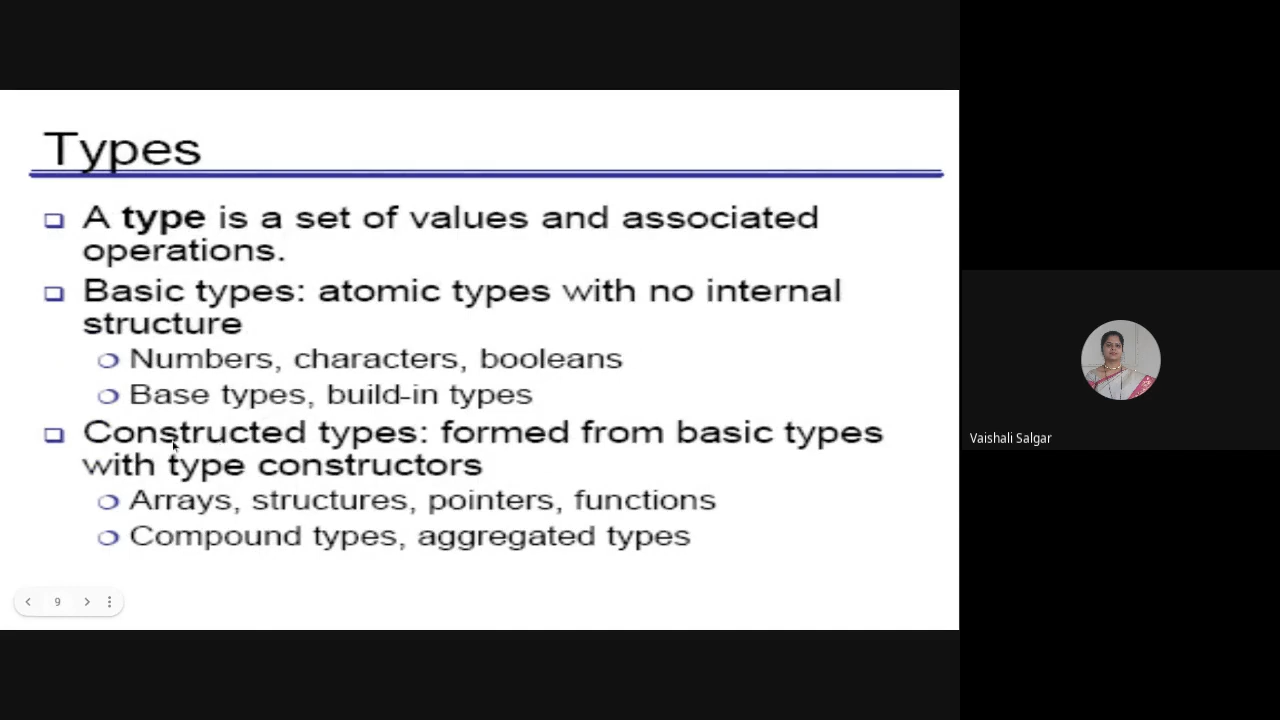 Types
A type is a set of values and associated
operations.
Basic types: atomic types with no internal
structure
Numbers, characters, booleans
Base types, build-in types
Constructed types: formed from basic types
with type constructors
Arrays, structures, pointers, functions
Compound types, aggregated types
9
Vaishali Salgar